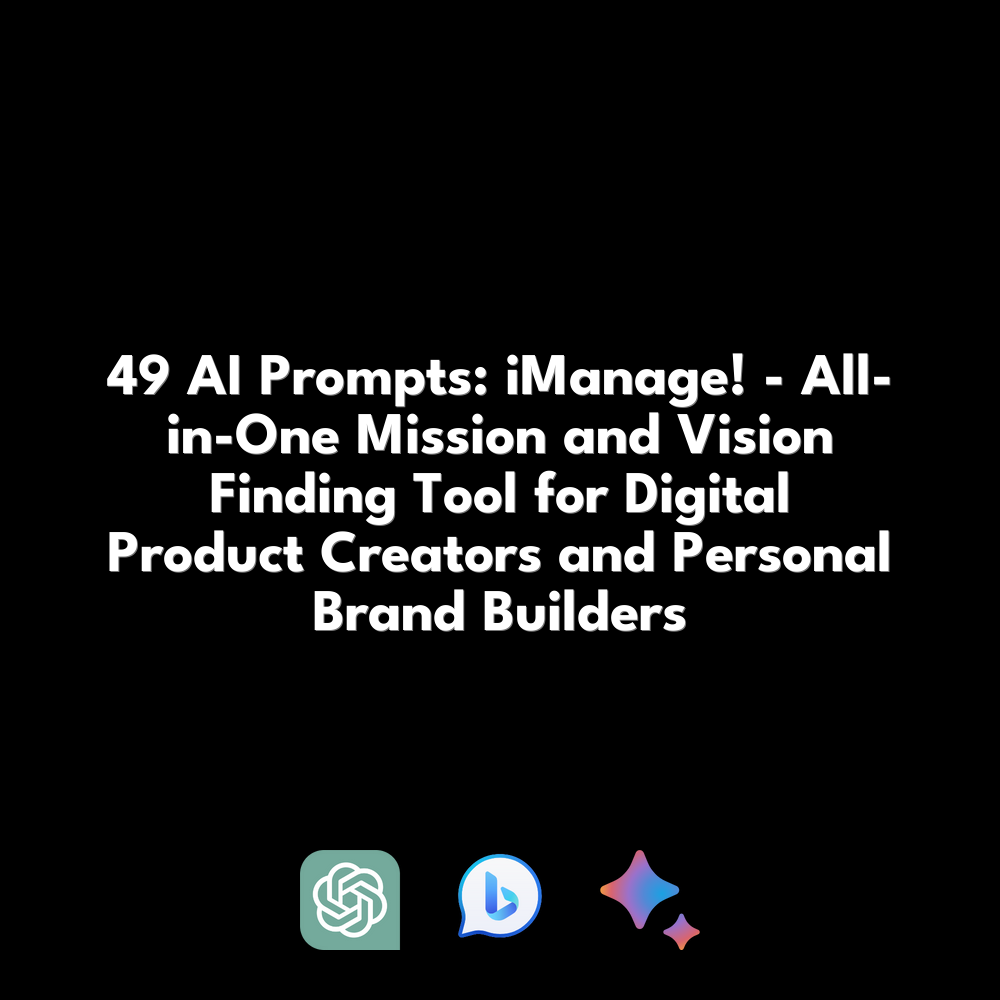 49 AI Prompts: iManage! - All-
in-One Mission and Vision
Finding Tool for Digital
Product Creators and Personal
Brand Builders